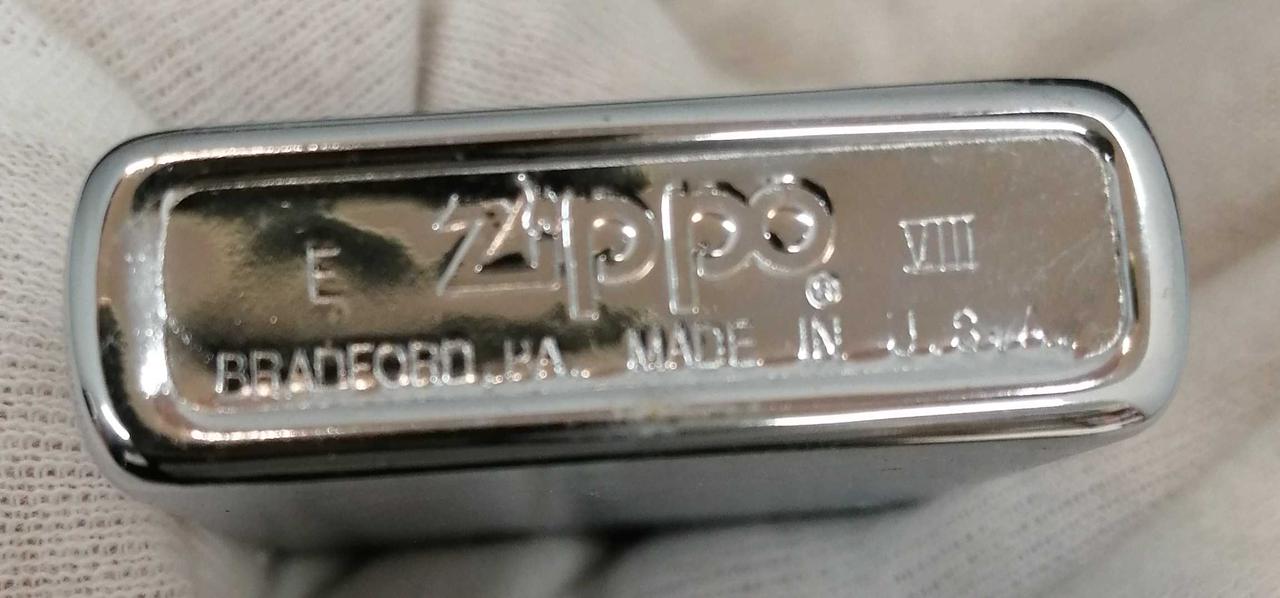 E Zippo ® VIII
BRADFORD, PA. MADE IN U.S.A.